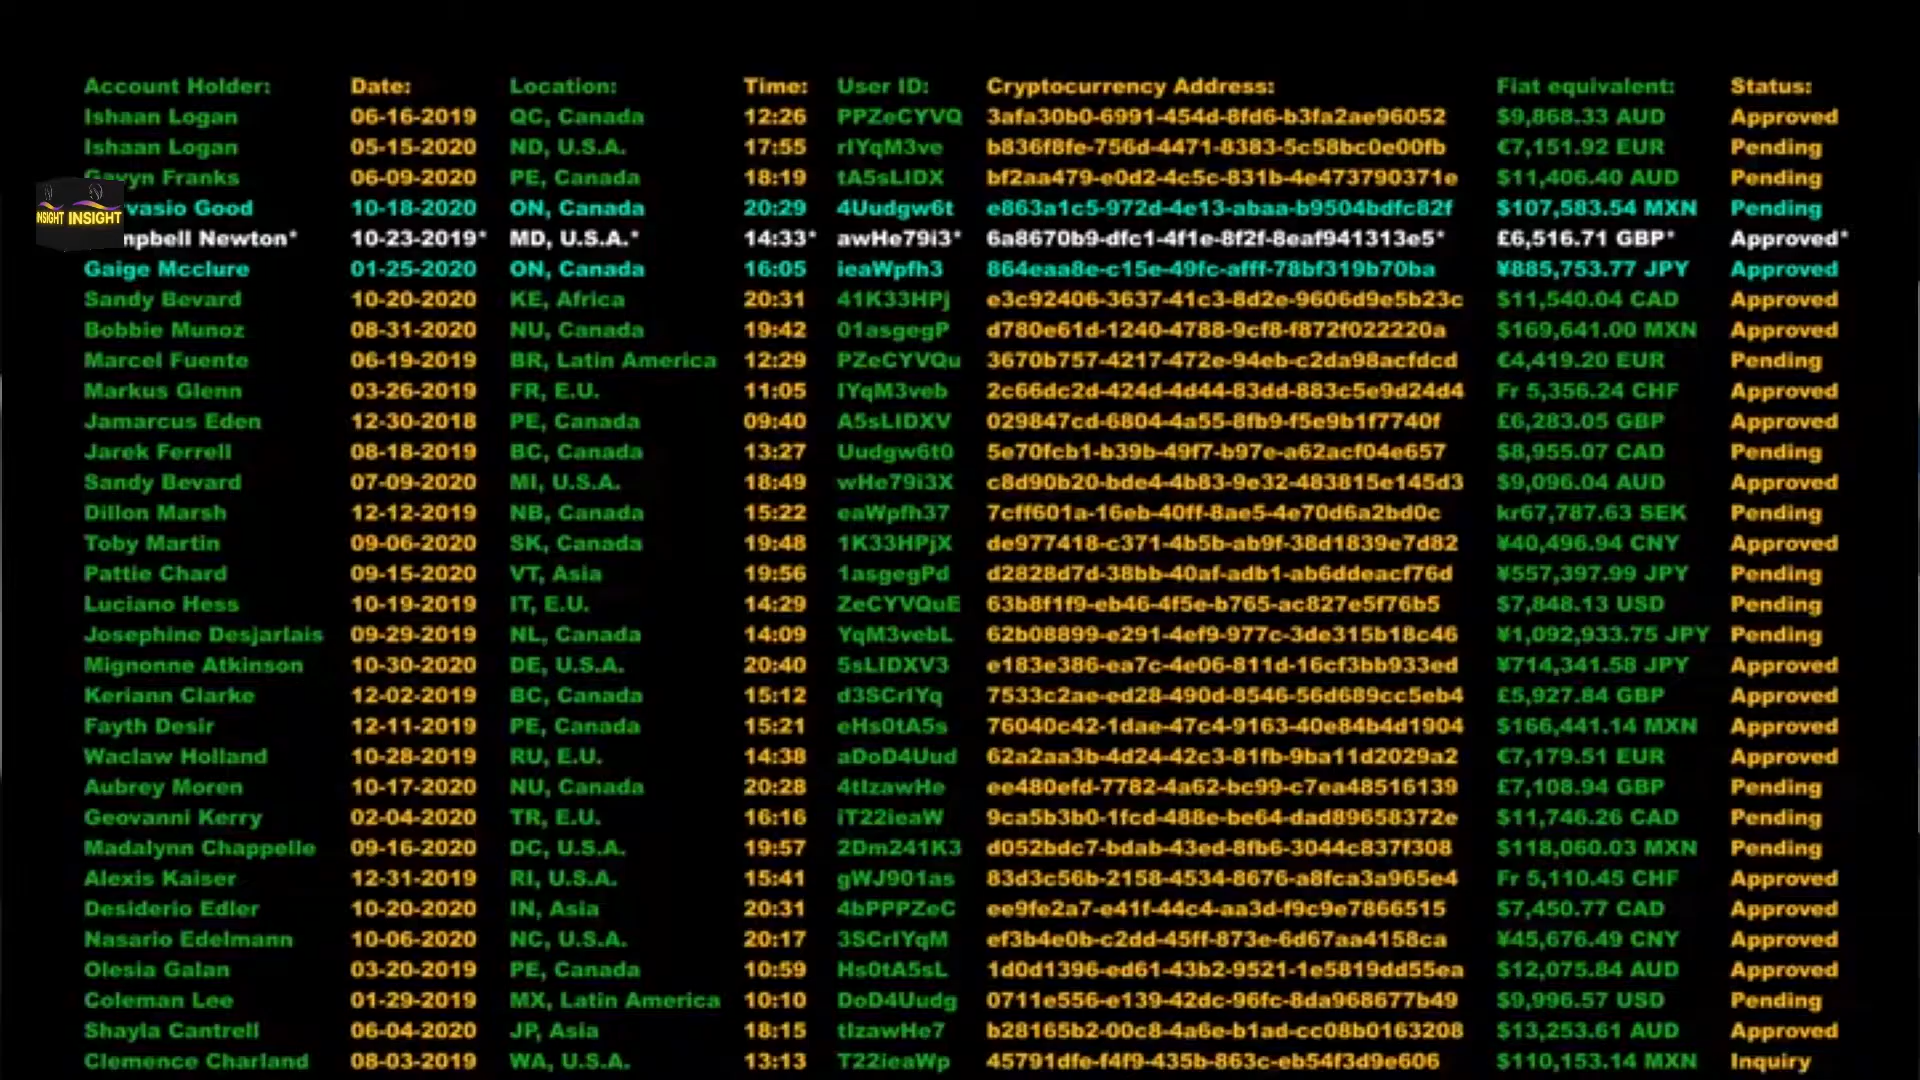 Account Holder: Date: Location: Time: User ID: Cryptocurrency Address: Fiat equivalent: Status:
Ishaan Logan 06-16-2019 QC, Canada 12:26 PPZeCYVQ 3afa30b0-6991-454d-8fd6-b3fa2ae96052 $9,868.33 AUD Approved
Ishaan Logan 05-15-2020 ND, U.S.A. 17:55 rIYqM3ve b836f8fe-756d-4471-8383-5c58bc0e00fb €7,151.92 EUR Pending
Gavyn Franks 06-09-2020 PE, Canada 18:19 tA5sLIDX bf2aa479-e0d2-4c5c-831b-4e473790371e $11,406.40 AUD Pending
INSIGHT INSIGHT
vasio Good 10-18-2020 ON, Canada 20:29 4Uudgw6t e863a1c5-972d-4e13-abaa-b9504bdfc82f $107,583.54 MXN Pending
mpbell Newton* 10-23-2019* MD, U.S.A.* 14:33* awHe79i3* 6a8670b9-dfc1-4f1e-8f2f-8eaf941313e5* £6,516.71 GBP* Approved*
Gaige Mcclure 01-25-2020 ON, Canada 16:05 ieaWpfh3 864eaa8e-c15e-49fc-afff-78bf319b70ba ¥885,753.77 JPY Approved
Sandy Bevard 10-20-2020 KE, Africa 20:31 41K33HPj e3c92406-3637-41c3-8d2e-9606d9e5b23c $11,540.04 CAD Approved
Bobbie Munoz 08-31-2020 NU, Canada 19:42 01asgegP d780e61d-1240-4788-9cf8-f872f022220a $169,641.00 MXN Approved
Marcel Fuente 06-19-2019 BR, Latin America 12:29 PZeCYVQu 3670b757-4217-472e-94eb-c2da98acfdcd €4,419.20 EUR Pending
Markus Glenn 03-26-2019 FR, E.U. 11:05 IYqM3veb 2c66dc2d-424d-4d44-83dd-883c5e9d24d4 Fr 5,356.24 CHF Approved
Jamarcus Eden 12-30-2018 PE, Canada 09:40 A5sLIDXV 029847cd-6804-4a55-8fb9-f5e9b1f7740f £6,283.05 GBP Approved
Jarek Ferrell 08-18-2019 BC, Canada 13:27 Uudgw6t0 5e70fcb1-b39b-49f7-b97e-a62acf04e657 $8,955.07 CAD Pending
Sandy Bevard 07-09-2020 MI, U.S.A. 18:49 wHe79i3X c8d90b20-bde4-4b83-9e32-483815e145d3 $9,096.04 AUD Approved
Dillon Marsh 12-12-2019 NB, Canada 15:22 eaWpfh37 7cff601a-16eb-40ff-8ae5-4e70d6a2bd0c kr67,787.63 SEK Pending
Toby Martin 09-06-2020 SK, Canada 19:48 1K33HPjX de977418-c371-4b5b-ab9f-38d1839e7d82 ¥40,496.94 CNY Approved
Pattie Chard 09-15-2020 VT, Asia 19:56 1asgegPd d2828d7d-38bb-40af-adb1-ab6ddeacf76d ¥557,397.99 JPY Pending
Luciano Hess 10-19-2019 IT, E.U. 14:29 ZeCYVQuE 63b8f1f9-eb46-4f5e-b765-ac827e5f76b5 $7,848.13 USD Pending
Josephine Desjarlais 09-29-2019 NL, Canada 14:09 YqM3vebL 62b08899-e291-4ef9-977c-3de315b18c46 ¥1,092,933.75 JPY Pending
Mignonne Atkinson 10-30-2020 DE, U.S.A. 20:40 5sLIDXV3 e183e386-ea7c-4e06-811d-16cf3bb933ed ¥714,341.58 JPY Approved
Keriann Clarke 12-02-2019 BC, Canada 15:12 d3SCrIYq 7533c2ae-ed28-490d-8546-56d689cc5eb4 £5,927.84 GBP Approved
Fayth Desir 12-11-2019 PE, Canada 15:21 eHs0tA5s 76040c42-1dae-47c4-9163-40e84b4d1904 $166,441.14 MXN Approved
Waclaw Holland 10-28-2019 RU, E.U. 14:38 aDoD4Uud 62a2aa3b-4d24-42c3-81fb-9ba11d2029a2 €7,179.51 EUR Approved
Aubrey Moren 10-17-2020 NU, Canada 20:28 4tIzawHe ee480efd-7782-4a62-bc99-c7ea48516139 £7,108.94 GBP Pending
Geovanni Kerry 02-04-2020 TR, E.U. 16:16 iT22ieaW 9ca5b3b0-1fcd-488e-be64-dad89658372e $11,746.26 CAD Pending
Madalynn Chappelle 09-16-2020 DC, U.S.A. 19:57 2Dm241K3 d052bdc7-bdab-43ed-8fb6-3044c837f308 $118,060.03 MXN Pending
Alexis Kaiser 12-31-2019 RI, U.S.A. 15:41 gWJ901as 83d3c56b-2158-4534-8676-a8fca3a965e4 Fr 5,110.45 CHF Approved
Desiderio Edler 10-20-2020 IN, Asia 20:31 4bPPPZeC ee9fe2a7-e41f-44c4-aa3d-f9c9e7866515 $7,450.77 CAD Approved
Nasario Edelmann 10-06-2020 NC, U.S.A. 20:17 3SCrIYqM ef3b4e0b-c2dd-45ff-873e-6d67aa4158ca ¥45,676.49 CNY Approved
Olesia Galan 03-20-2019 PE, Canada 10:59 Hs0tA5sL 1d0d1396-ed61-43b2-9521-1e5819dd55ea $12,075.84 AUD Approved
Coleman Lee 01-29-2019 MX, Latin America 10:10 DoD4Uudg 0711e556-e139-42dc-96fc-8da968677b49 $9,996.57 USD Pending
Shayla Cantrell 06-04-2020 JP, Asia 18:15 tIzawHe7 b28165b2-00c8-4a6e-b1ad-cc08b0163208 $13,253.61 AUD Approved
Clemence Charland 08-03-2019 WA, U.S.A. 13:13 T22ieaWp 45791dfe-f4f9-435b-863c-eb54f3d9e606 $110,153.14 MXN Inquiry